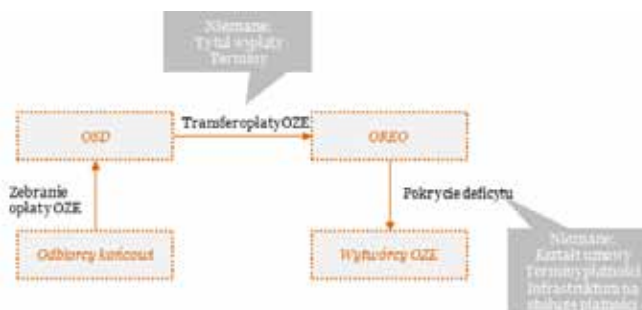 Nieznane:
Tytuł wypłaty
Terminy
OSD
Transfer opłaty OZE
OREO
Zebranie
opłaty OZE
Pokrycie deficytu
Odbiorcy końcowi
Wytwórcy OZE
Nieznane:
Kształt umowy
Terminy płatności
Infrastruktura na
obsługę płatności